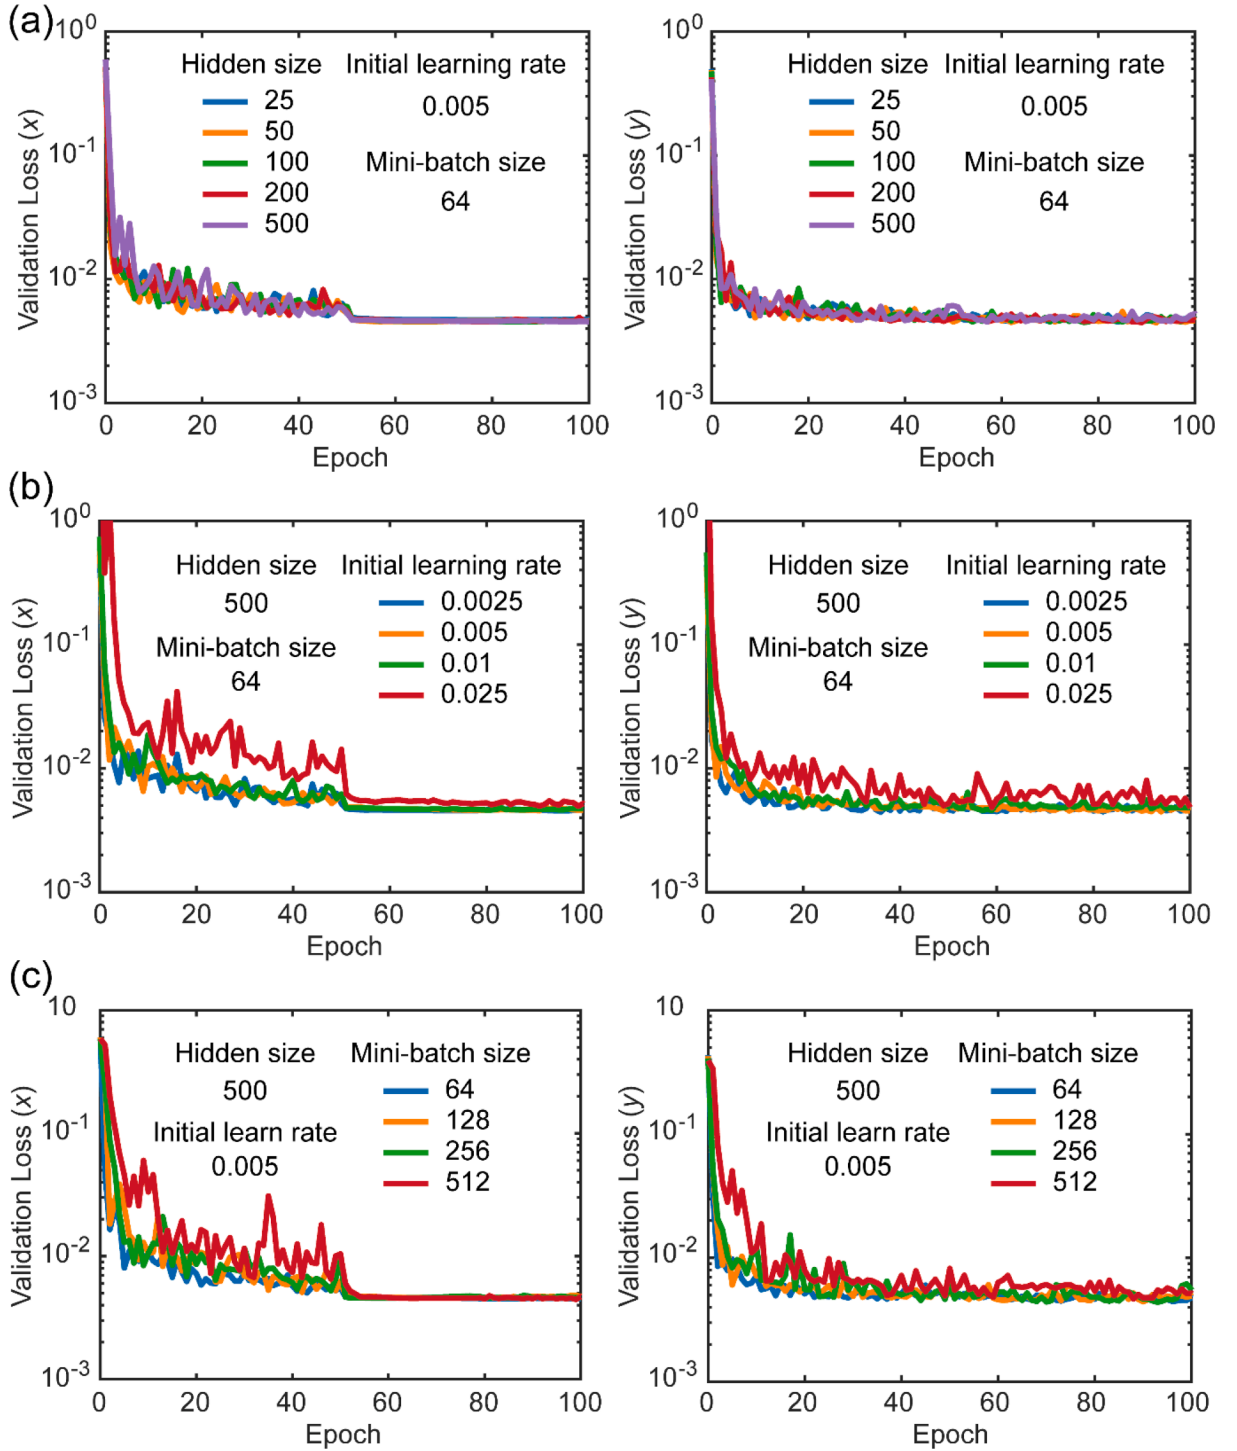 (a)
10^0
10^-1
10^-2
10^-3
Validation Loss (x)
Hidden size
25
50
100
200
500
Initial learning rate
0.005
Mini-batch size
64
0 20 40 60 80 100
Epoch
10^0
10^-1
10^-2
10^-3
Validation Loss (y)
Hidden size
25
50
100
200
500
Initial learning rate
0.005
Mini-batch size
64
0 20 40 60 80 100
Epoch
(b)
10^0
10^-1
10^-2
10^-3
Validation Loss (x)
Hidden size
500
Mini-batch size
64
Initial learning rate
0.0025
0.005
0.01
0.025
0 20 40 60 80 100
Epoch
10^0
10^-1
10^-2
10^-3
Validation Loss (y)
Hidden size
500
Mini-batch size
64
Initial learning rate
0.0025
0.005
0.01
0.025
0 20 40 60 80 100
Epoch
(c)
10
10^-1
10^-2
10^-3
Validation Loss (x)
Hidden size
500
Initial learn rate
0.005
Mini-batch size
64
128
256
512
0 20 40 60 80 100
Epoch
10
10^-1
10^-2
10^-3
Validation Loss (y)
Hidden size
500
Initial learn rate
0.005
Mini-batch size
64
128
256
512
0 20 40 60 80 100
Epoch